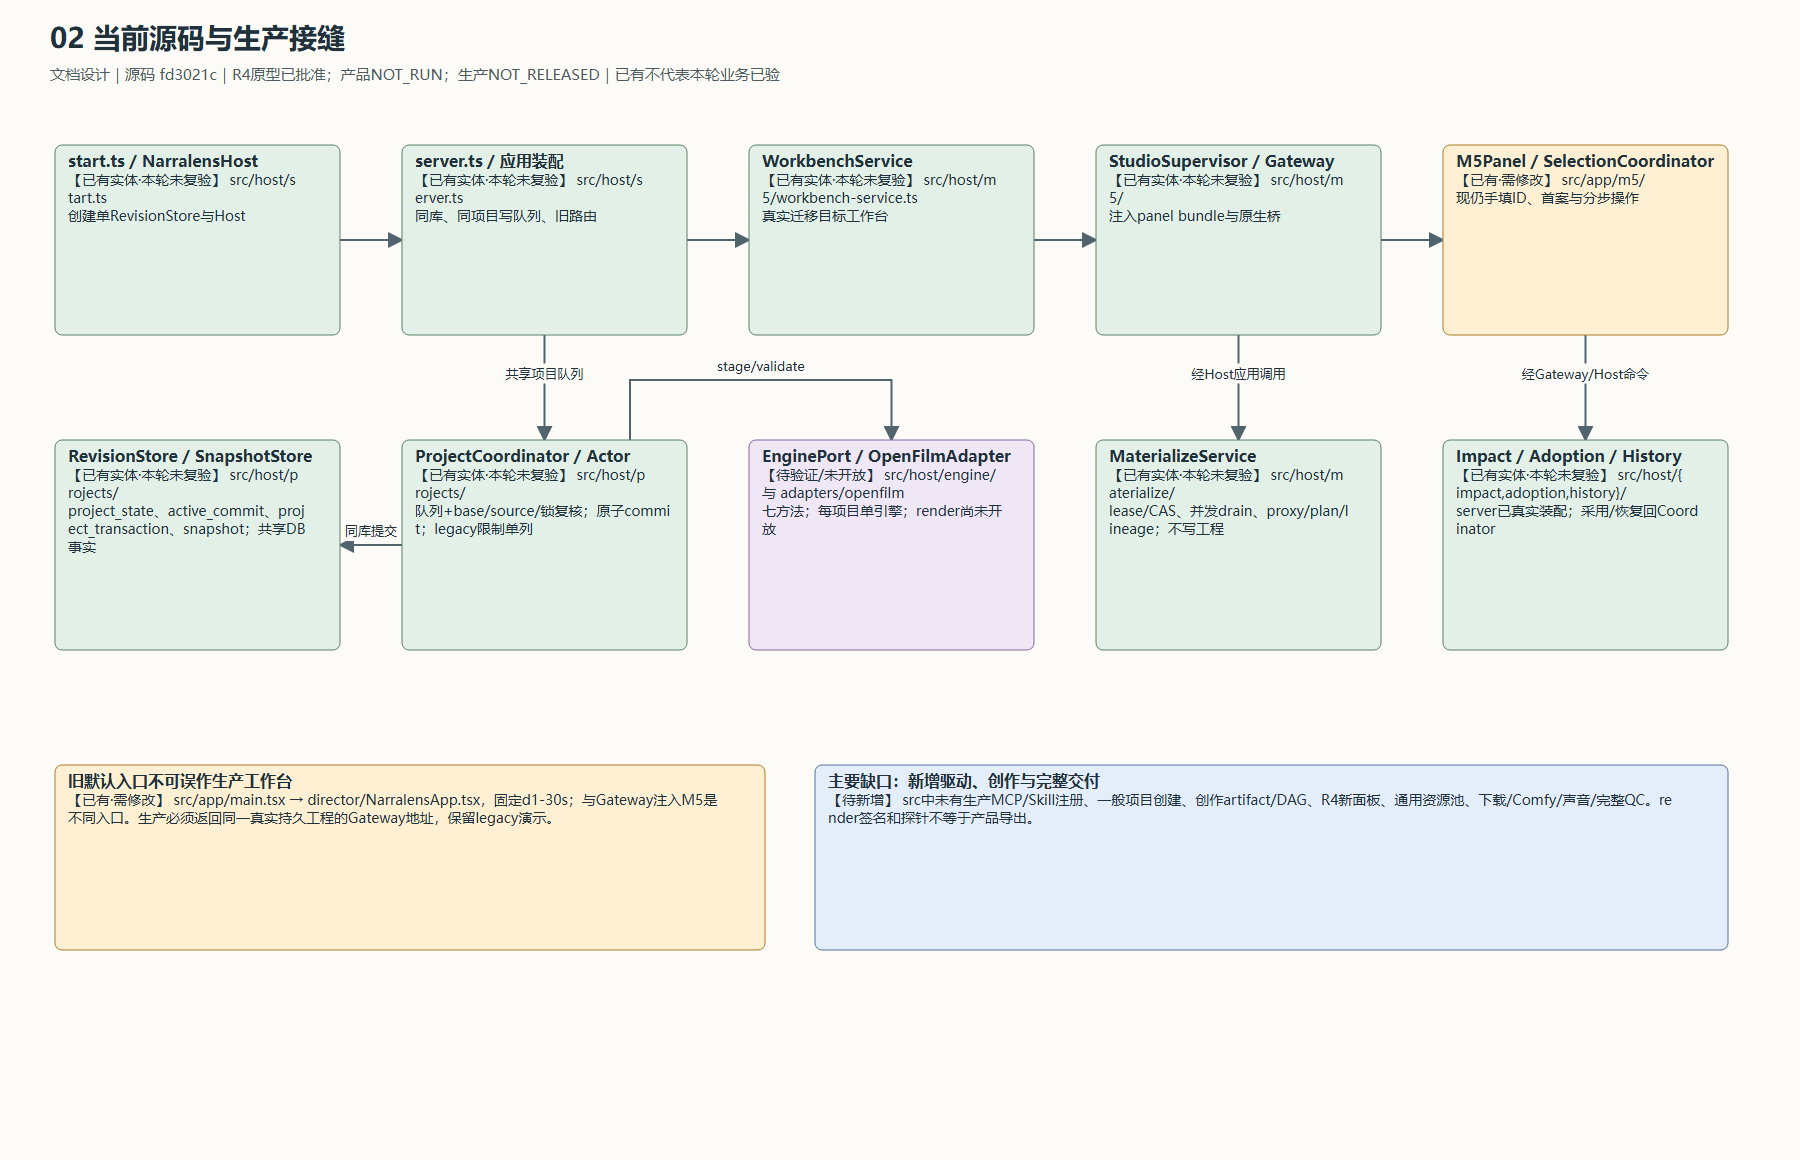 02 当前源码与生产接缝
文档设计｜源码 fd3021c｜R4原型已批准；产品NOT_RUN；生产NOT_RELEASED｜已有不代表本轮业务已验
start.ts / NarralensHost
【已有实体·本轮未复验】 src/host/s
tart.ts
创建单RevisionStore与Host
server.ts / 应用装配
【已有实体·本轮未复验】 src/host/s
erver.ts
同库、同项目写队列、旧路由
WorkbenchService
【已有实体·本轮未复验】 src/host/m
5/workbench-service.ts
真实迁移目标工作台
StudioSupervisor / Gateway
【已有实体·本轮未复验】 src/host/m
5/
注入panel bundle与原生桥
M5Panel / SelectionCoordinator
【已有·需修改】 src/app/m5/
现仍手填ID、首案与分步操作
共享项目队列
stage/validate
经Host应用调用
经Gateway/Host命令
RevisionStore / SnapshotStore
【已有实体·本轮未复验】 src/host/p
rojects/
project_state、active_commit、proj
ect_transaction、snapshot；共享DB
事实
同库提交
ProjectCoordinator / Actor
【已有实体·本轮未复验】 src/host/p
rojects/
队列+base/source/锁复核；原子commi
t；legacy限制单列
EnginePort / OpenFilmAdapter
【待验证/未开放】 src/host/engine/
与 adapters/openfilm
七方法；每项目单引擎；render尚未开
放
MaterializeService
【已有实体·本轮未复验】 src/host/m
aterialize/
lease/CAS、并发drain、proxy/plan/l
ineage；不写工程
Impact / Adoption / History
【已有实体·本轮未复验】 src/host/{
impact,adoption,history}/
server已真实装配；采用/恢复回Coord
inator
旧默认入口不可误作生产工作台
【已有·需修改】 src/app/main.tsx → director/NarralensApp.tsx，固定d1-30s；与Gateway注入M5是
不同入口。生产必须返回同一真实持久工程的Gateway地址，保留legacy演示。
主要缺口：新增驱动、创作与完整交付
【待新增】 src中未有生产MCP/Skill注册、一般项目创建、创作artifact/DAG、R4新面板、通用资源池、下载/Comfy/声音/完整QC。re
nder签名和探针不等于产品导出。